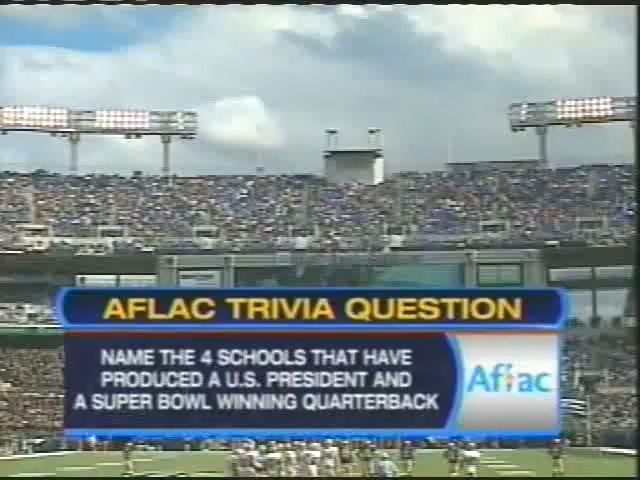 AFLAC TRIVIA QUESTION
NAME THE 4 SCHOOLS THAT HAVE
PRODUCED A U.S. PRESIDENT AND
A SUPER BOWL WINNING QUARTERBACK
Aflac